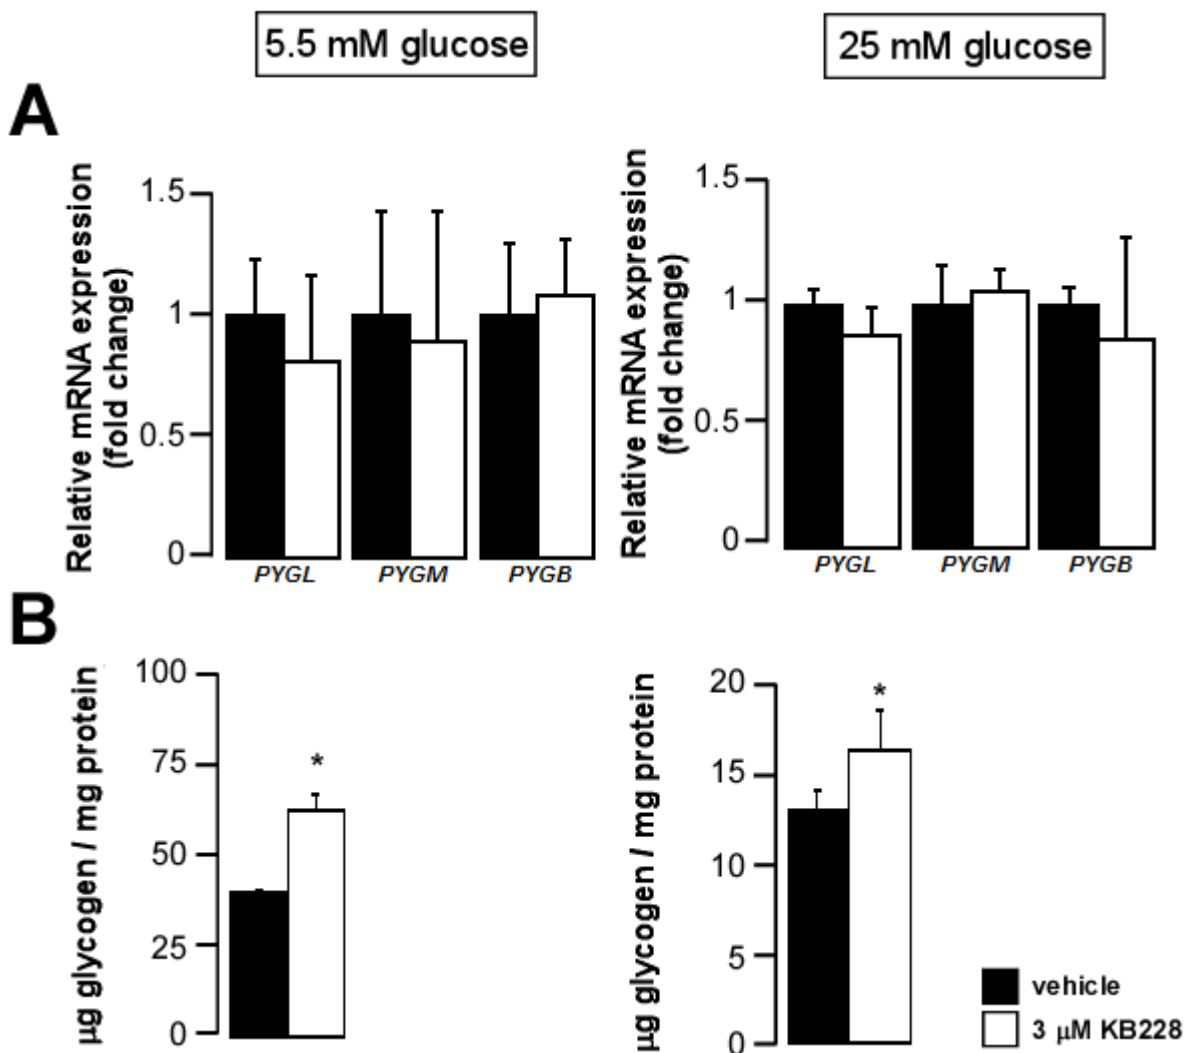 5.5 mM glucose
25 mM glucose
A
Relative mRNA expression
(fold change)
1.5
1
0.5
0
PYGL PYGM PYGB
Relative mRNA expression
(fold change)
1.5
1
0.5
0
PYGL PYGM PYGB
B
µg glycogen / mg protein
100
75
50
25
0
*
µg glycogen / mg protein
20
15
10
5
0
*
vehicle
3 µM KB228